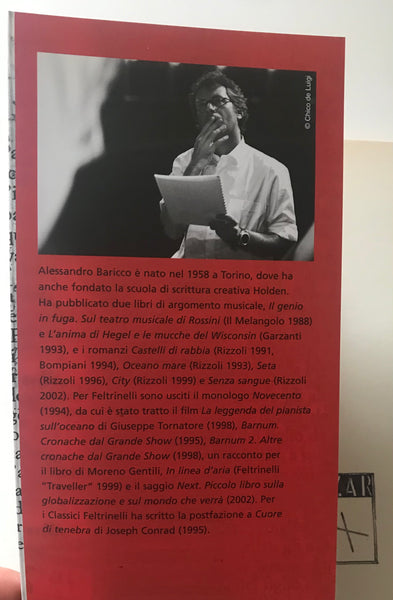 © Chico de Luigi
Alessandro Baricco è nato nel 1958 a Torino, dove ha
anche fondato la scuola di scrittura creativa Holden.
Ha pubblicato due libri di argomento musicale, Il genio
in fuga. Sul teatro musicale di Rossini (Il Melangolo 1988)
e L'anima di Hegel e le mucche del Wisconsin (Garzanti
1993), e i romanzi Castelli di rabbia (Rizzoli 1991,
Bompiani 1994), Oceano mare (Rizzoli 1993), Seta
(Rizzoli 1996), City (Rizzoli 1999) e Senza sangue (Rizzoli
2002). Per Feltrinelli sono usciti il monologo Novecento
(1994), da cui è stato tratto il film La leggenda del pianista
sull'oceano di Giuseppe Tornatore (1998), Barnum.
Cronache dal Grande Show (1995), Barnum 2. Altre
cronache dal Grande Show (1998), un racconto per
il libro di Moreno Gentili, In linea d'aria (Feltrinelli
"Traveller" 1999) e il saggio Next. Piccolo libro sulla
globalizzazione e sul mondo che verrà (2002). Per
i Classici Feltrinelli ha scritto la postfazione a Cuore
di tenebra di Joseph Conrad (1995).